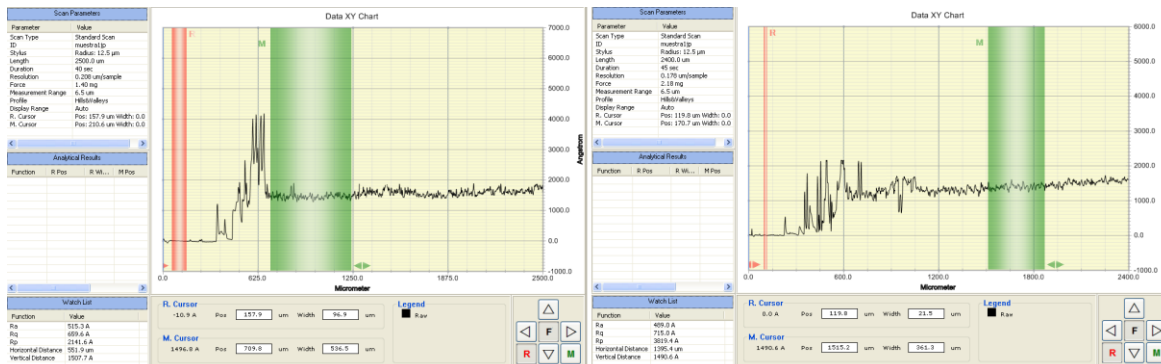 Scan Parameters
Parameter Value
Scan Type Standard Scan
ID muestra1jp
Stylus Radius: 12.5 µm
Length 2500.0 um
Duration 40 sec
Resolution 0.208 um/sample
Force 1.40 mg
Measurement Range 6.5 um
Profile Hills&Valleys
Display Range Auto
R. Cursor Pos: 157.9 um Width: 0.0
M. Cursor Pos: 210.6 um Width: 0.0
Analytical Results
Function R Pos R Wi... M Pos
Watch List
Function Value
Ra 515.3 A
Rq 659.6 A
Rp 2141.6 A
Horizontal Distance 551.9 um
Vertical Distance 1507.7 A
Data XY Chart
R
M
7000.0
6000.0
5000.0
4000.0
3000.0
2000.0
1000.0
0.0
-1000.0
Angstrom
0.0 625.0 1250.0 1875.0 2500.0
Micrometer
R. Cursor
-10.9 A Pos 157.9 um Width 96.9 um
M. Cursor
1496.8 A Pos 709.8 um Width 536.5 um
Legend
Raw
F
R M
Scan Parameters
Parameter Value
Scan Type Standard Scan
ID muestra1jp
Stylus Radius: 12.5 µm
Length 2400.0 um
Duration 45 sec
Resolution 0.178 um/sample
Force 2.18 mg
Measurement Range 6.5 um
Profile Hills&Valleys
Display Range Auto
R. Cursor Pos: 119.8 um Width: 0.0
M. Cursor Pos: 170.7 um Width: 0.0
Analytical Results
Function R Pos R Wi... M Pos
Watch List
Function Value
Ra 489.0 A
Rq 715.0 A
Rp 3819.4 A
Horizontal Distance 1395.4 um
Vertical Distance 1490.6 A
Data XY Chart
R
M
6000.0
5000.0
4000.0
3000.0
2000.0
1000.0
0.0
-1000.0
0.0 600.0 1200.0 1800.0 2400.0
Micrometer
R. Cursor
0.0 A Pos 119.8 um Width 21.5 um
M. Cursor
1490.6 A Pos 1515.2 um Width 361.3 um
Legend
Raw
F
R M